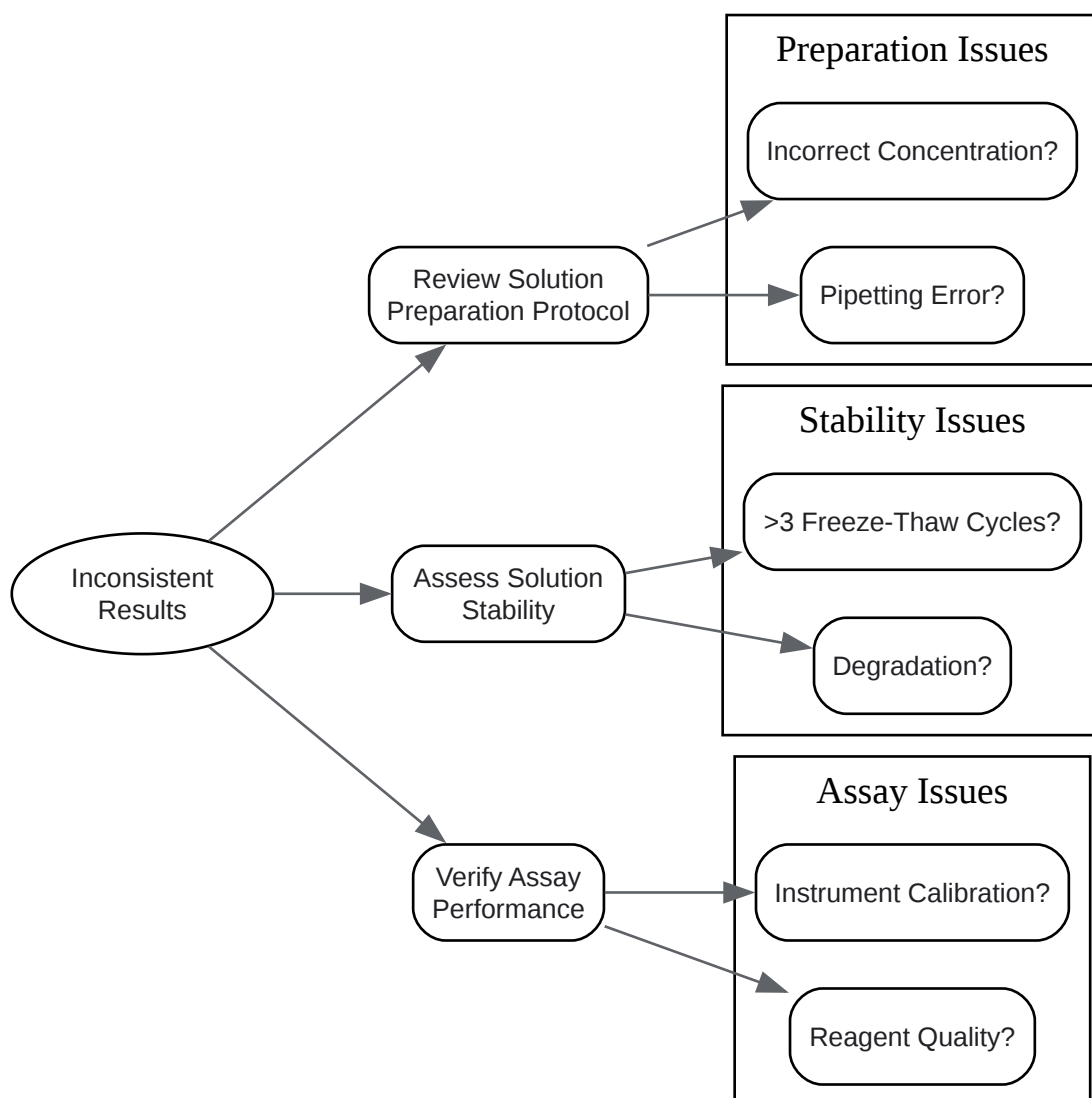 Preparation Issues
Incorrect Concentration?
Review Solution
Preparation Protocol
Pipetting Error?
Stability Issues
>3 Freeze-Thaw Cycles?
Inconsistent
Results
Assess Solution
Stability
Degradation?
Assay Issues
Verify Assay
Performance
Instrument Calibration?
Reagent Quality?